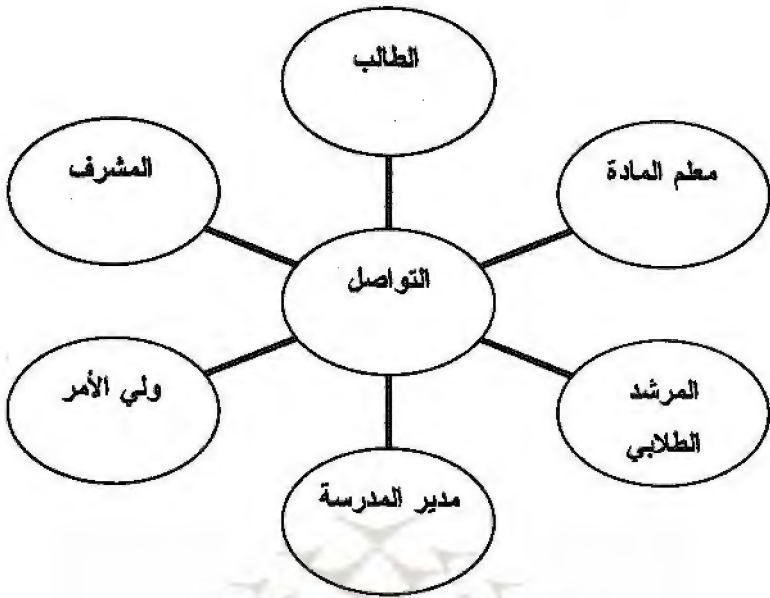 الطالب
معلم المادة
المشرف
التواصل
المرشد
الطلابي
ولي الأمر
مدير المدرسة